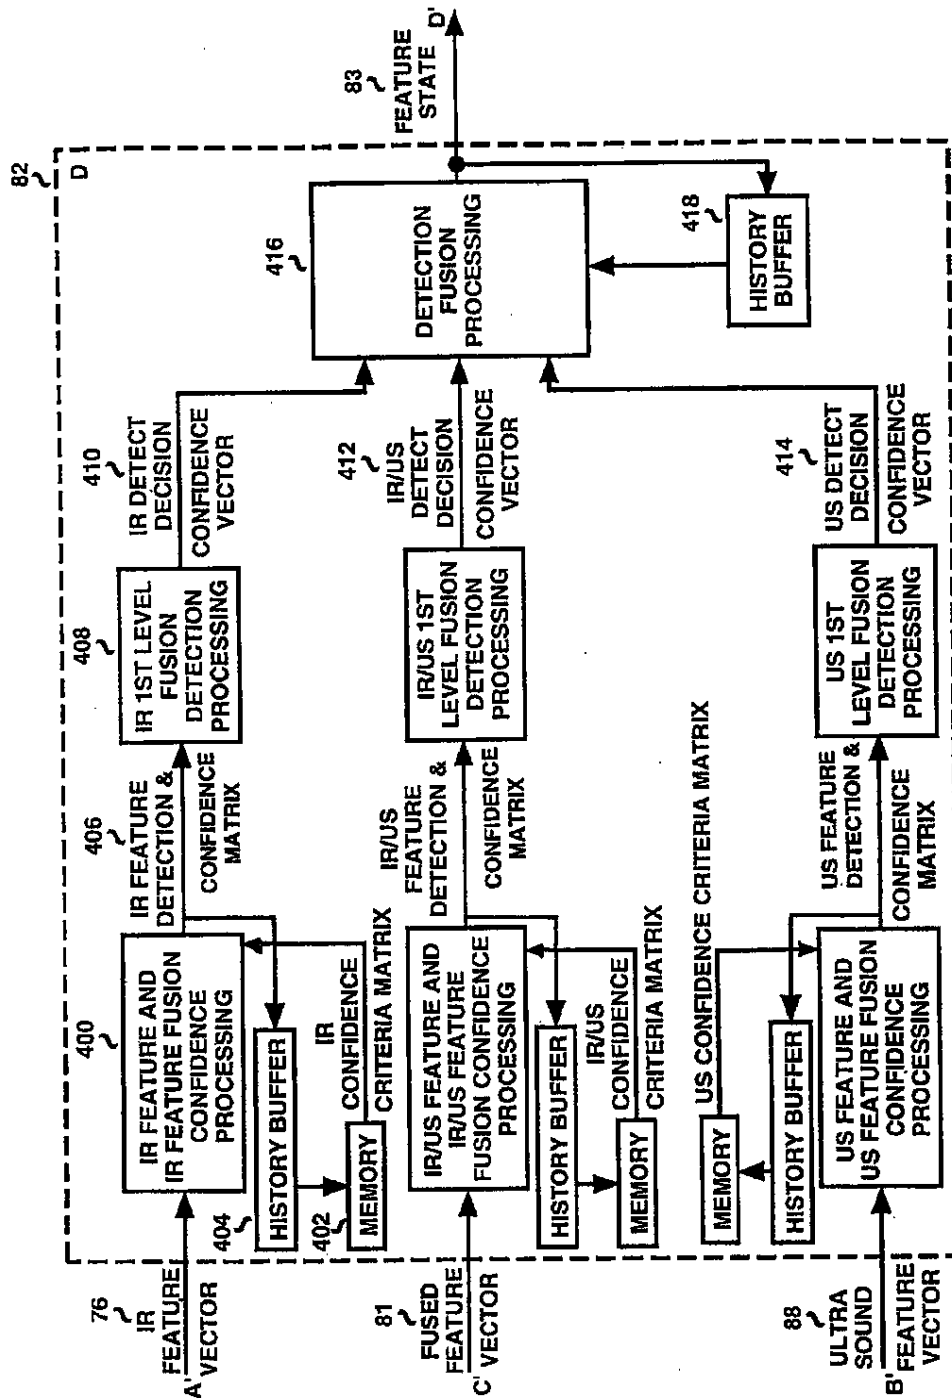 82
D
76
IR
FEATURE
VECTOR
A'
400
IR FEATURE AND
IR FEATURE FUSION
CONFIDENCE
PROCESSING
404
HISTORY BUFFER
402
MEMORY
IR
CONFIDENCE
CRITERIA MATRIX
406
IR FEATURE
DETECTION &
CONFIDENCE
MATRIX
408
IR 1ST LEVEL
FUSION
DETECTION
PROCESSING
410
IR DETECT
DECISION
CONFIDENCE
VECTOR
81
FUSED
FEATURE
VECTOR
C'
IR/US FEATURE AND
IR/US FEATURE
FUSION CONFIDENCE
PROCESSING
HISTORY BUFFER
MEMORY
IR/US
CONFIDENCE
CRITERIA MATRIX
IR/US
FEATURE
DETECTION &
CONFIDENCE
MATRIX
IR/US 1ST
LEVEL FUSION
DETECTION
PROCESSING
412
IR/US
DETECT
DECISION
CONFIDENCE
VECTOR
88
ULTRA
SOUND
FEATURE
VECTOR
B'
MEMORY
US CONFIDENCE CRITERIA MATRIX
HISTORY BUFFER
US FEATURE AND
US FEATURE FUSION
CONFIDENCE
PROCESSING
US FEATURE
DETECTION &
CONFIDENCE
MATRIX
US 1ST
LEVEL FUSION
DETECTION
PROCESSING
414
US DETECT
DECISION
CONFIDENCE
VECTOR
416
DETECTION
FUSION
PROCESSING
418
HISTORY
BUFFER
83
FEATURE
STATE
D'